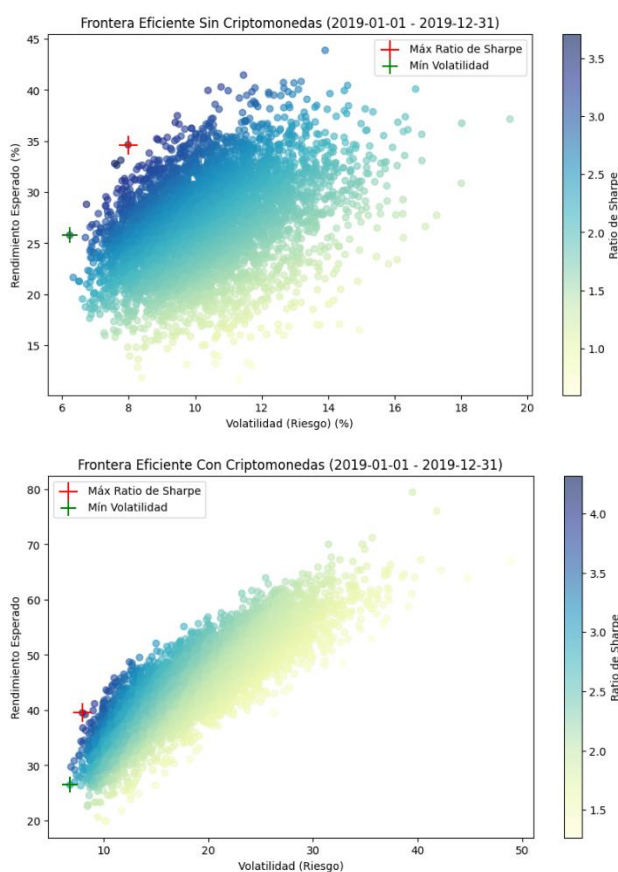 Frontera Eficiente Sin Criptomonedas (2019-01-01 - 2019-12-31)
Máx Ratio de Sharpe
Mín Volatilidad
45
40
35
30
25
20
15
Rendimiento Esperado (%)
6 8 10 12 14 16 18 20
Volatilidad (Riesgo) (%)
3.5
3.0
2.5
2.0
1.5
1.0
Ratio de Sharpe
Frontera Eficiente Con Criptomonedas (2019-01-01 - 2019-12-31)
Máx Ratio de Sharpe
Mín Volatilidad
80
70
60
50
40
30
20
Rendimiento Esperado
10 20 30 40 50
Volatilidad (Riesgo)
4.0
3.5
3.0
2.5
2.0
1.5
Ratio de Sharpe